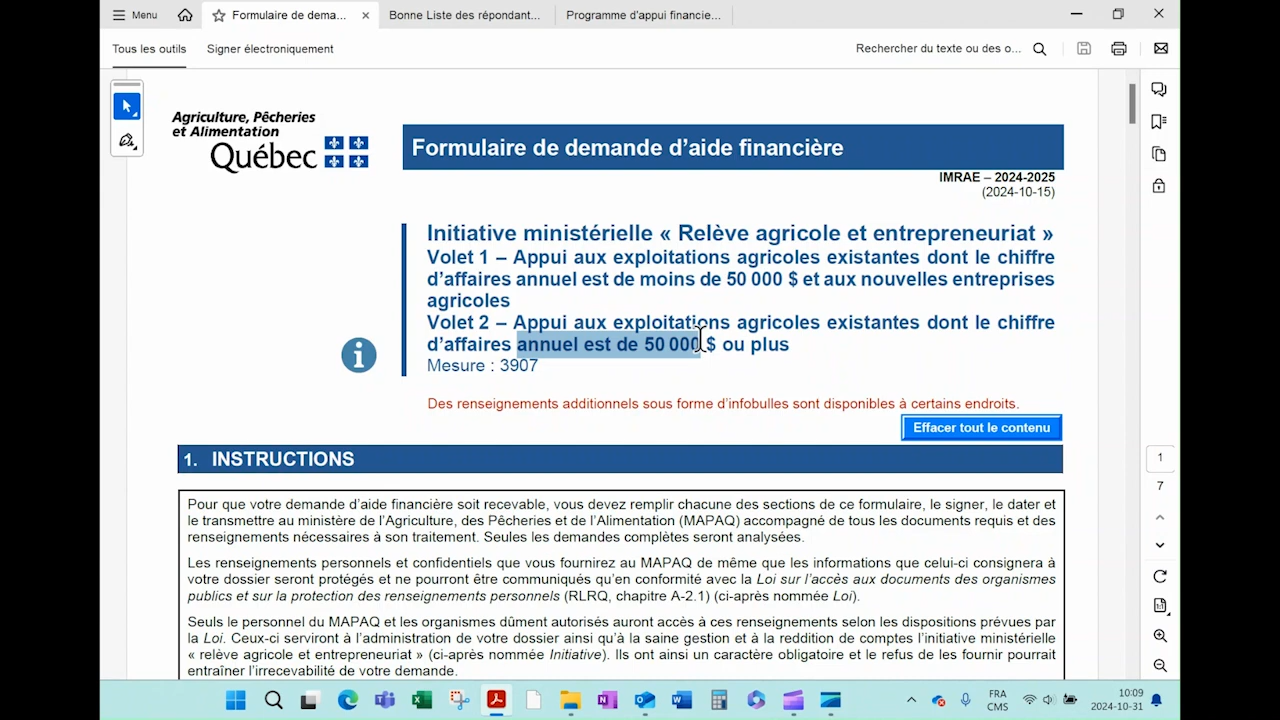 Menu
Formulaire de dema...
Bonne Liste des répondant...
Programme d'appui financie...
Tous les outils
Signer électroniquement
Rechercher du texte ou des o...
Agriculture, Pêcheries
et Alimentation
Québec
Formulaire de demande d'aide financière
IMRAE – 2024-2025
(2024-10-15)
Initiative ministérielle « Relève agricole et entrepreneuriat »
Volet 1 – Appui aux exploitations agricoles existantes dont le chiffre
d'affaires annuel est de moins de 50 000 $ et aux nouvelles entreprises
agricoles
Volet 2 – Appui aux exploitations agricoles existantes dont le chiffre
d'affaires annuel est de 50 000 $ ou plus
Mesure : 3907
Des renseignements additionnels sous forme d'infobulles sont disponibles à certains endroits.
Effacer tout le contenu
1. INSTRUCTIONS
Pour que votre demande d'aide financière soit recevable, vous devez remplir chacune des sections de ce formulaire, le signer, le dater et
le transmettre au ministère de l'Agriculture, des Pêcheries et de l'Alimentation (MAPAQ) accompagné de tous les documents requis et des
renseignements nécessaires à son traitement. Seules les demandes complètes seront analysées.
Les renseignements personnels et confidentiels que vous fournirez au MAPAQ de même que les informations que celui-ci consignera à
votre dossier seront protégés et ne pourront être communiqués qu'en conformité avec la Loi sur l'accès aux documents des organismes
publics et sur la protection des renseignements personnels (RLRQ, chapitre A-2.1) (ci-après nommée Loi).
Seuls le personnel du MAPAQ et les organismes dûment autorisés auront accès à ces renseignements selon les dispositions prévues par
la Loi. Ceux-ci serviront à l'administration de votre dossier ainsi qu'à la saine gestion et à la reddition de comptes l'initiative ministérielle
« relève agricole et entrepreneuriat » (ci-après nommée Initiative). Ils ont ainsi un caractère obligatoire et le refus de les fournir pourrait
entraîner l'irrecevabilité de votre demande.
1
7
FRA
CMS
10:09
2024-10-31